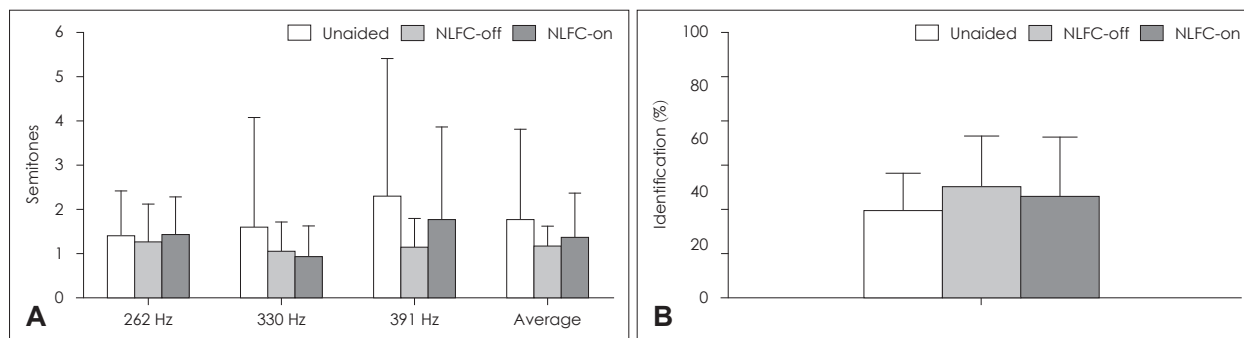 6
5
4
3
2
1
0
Semitones
Unaided NLFC-off NLFC-on
262 Hz 330 Hz 391 Hz Average
A
100
80
60
40
20
0
Identification (%)
Unaided NLFC-off NLFC-on
B